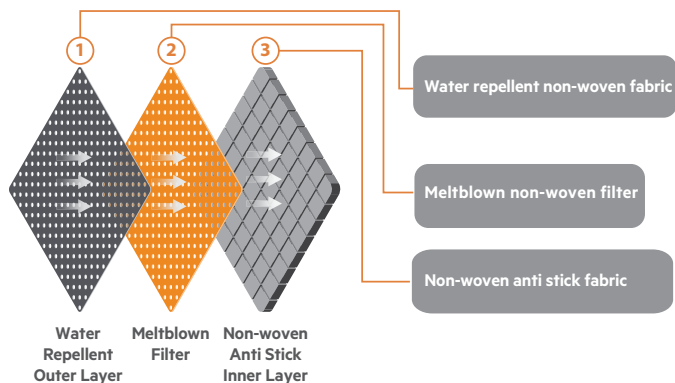 1
2
3
Water repellent non-woven fabric
Meltblown non-woven filter
Non-woven anti stick fabric
Water
Repellent
Outer Layer
Meltblown
Filter
Non-woven
Anti Stick
Inner Layer